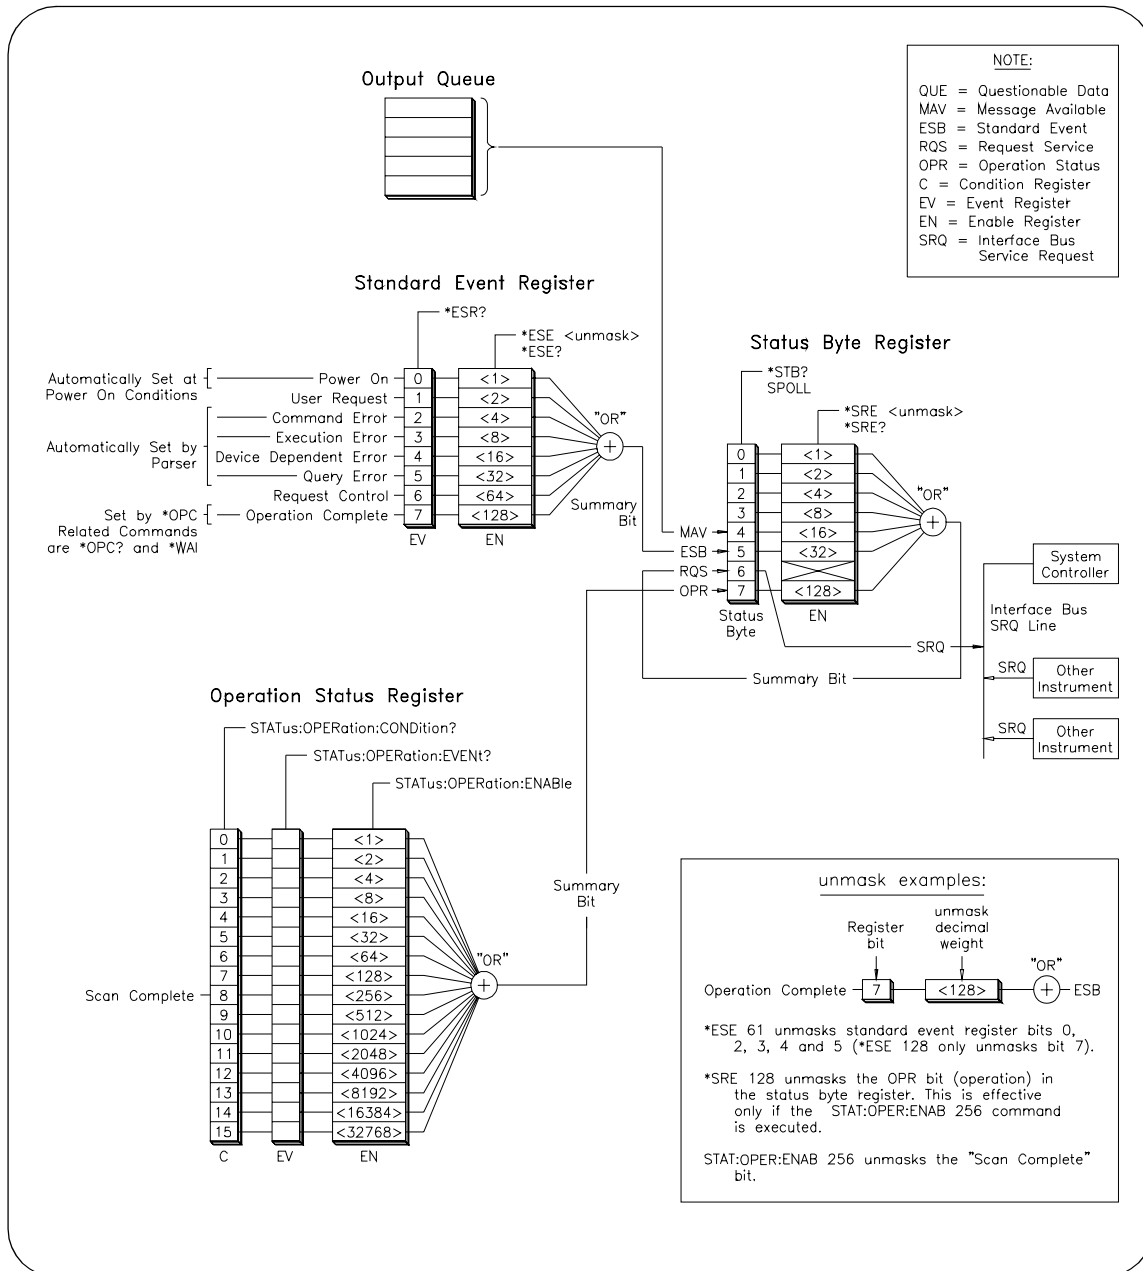 Output Queue
NOTE:
QUE = Questionable Data
MAV = Message Available
ESB = Standard Event
RQS = Request Service
OPR = Operation Status
C = Condition Register
EV = Event Register
EN = Enable Register
SRQ = Interface Bus
Service Request
Standard Event Register
*ESR?
*ESE <unmask>
*ESE?
Automatically Set at
Power On Conditions
Automatically Set by
Parser
Set by *OPC
Related Commands
are *OPC? and *WAI
Power On 0 <1>
User Request 1 <2>
Command Error 2 <4>
Execution Error 3 <8>
Device Dependent Error 4 <16>
Query Error 5 <32>
Request Control 6 <64>
Operation Complete 7 <128>
EV EN
"OR"
Summary
Bit
Status Byte Register
*STB?
SPOLL
*SRE <unmask>
*SRE?
0 <1>
1 <2>
2 <4>
3 <8>
MAV 4 <16>
ESB 5 <32>
RQS 6
OPR 7 <128>
Status
Byte
EN
"OR"
SRQ
Summary Bit
System
Controller
Interface Bus
SRQ Line
SRQ
Other
Instrument
SRQ
Other
Instrument
Operation Status Register
STATus:OPERation:CONDition?
STATus:OPERation:EVENt?
STATus:OPERation:ENABle
0 <1>
1 <2>
2 <4>
3 <8>
4 <16>
5 <32>
6 <64>
7 <128>
Scan Complete 8 <256>
9 <512>
10 <1024>
11 <2048>
12 <4096>
13 <8192>
14 <16384>
15 <32768>
C EV EN
"OR"
Summary
Bit
unmask examples:
Register
bit
unmask
decimal
weight
"OR"
Operation Complete 7 <128> ESB
*ESE 61 unmasks standard event register bits 0,
2, 3, 4 and 5 (*ESE 128 only unmasks bit 7).
*SRE 128 unmasks the OPR bit (operation) in
the status byte register. This is effective
only if the STAT:OPER:ENAB 256 command
is executed.
STAT:OPER:ENAB 256 unmasks the "Scan Complete"
bit.